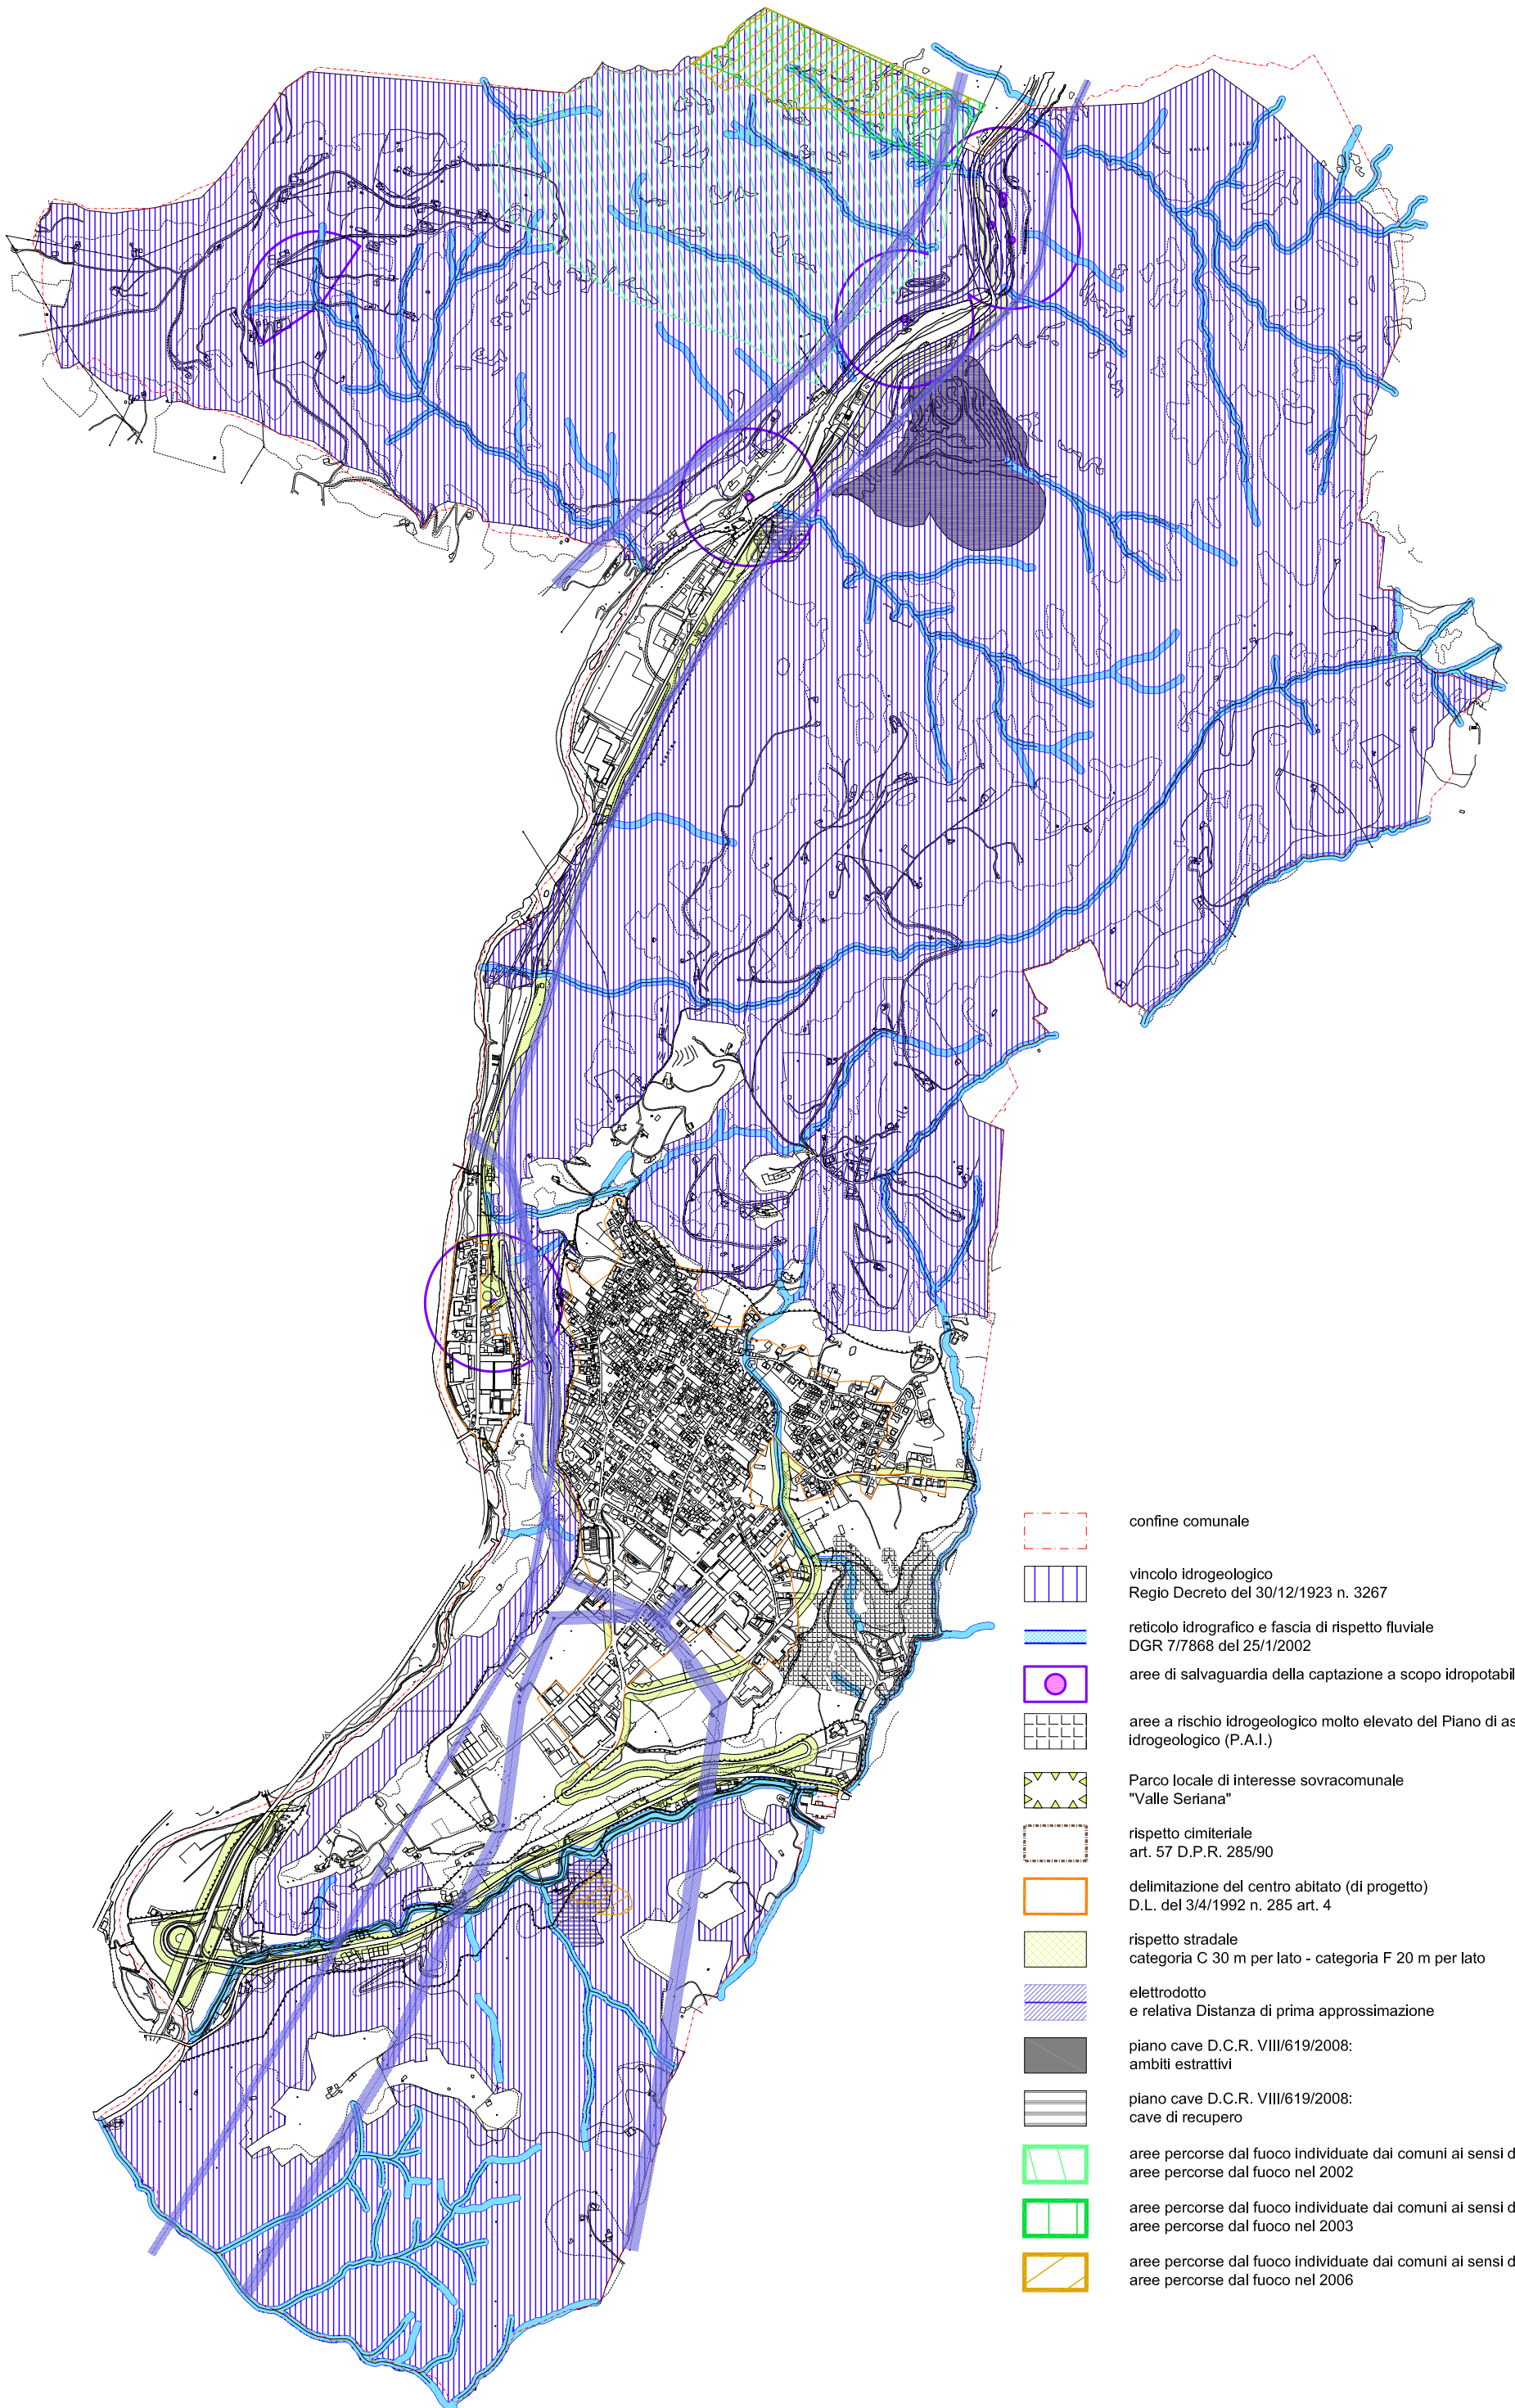 VALLE DELLE VALLI
30
20
25
confine comunale
vincolo idrogeologico
Regio Decreto del 30/12/1923 n. 3267
reticolo idrografico e fascia di rispetto fluviale
DGR 7/7868 del 25/1/2002
aree di salvaguardia della captazione a scopo idropotabil
aree a rischio idrogeologico molto elevato del Piano di as
idrogeologico (P.A.I.)
Parco locale di interesse sovracomunale
"Valle Seriana"
rispetto cimiteriale
art. 57 D.P.R. 285/90
delimitazione del centro abitato (di progetto)
D.L. del 3/4/1992 n. 285 art. 4
rispetto stradale
categoria C 30 m per lato - categoria F 20 m per lato
elettrodotto
e relativa Distanza di prima approssimazione
piano cave D.C.R. VIII/619/2008:
ambiti estrattivi
piano cave D.C.R. VIII/619/2008:
cave di recupero
aree percorse dal fuoco individuate dai comuni ai sensi d
aree percorse dal fuoco nel 2002
aree percorse dal fuoco individuate dai comuni ai sensi d
aree percorse dal fuoco nel 2003
aree percorse dal fuoco individuate dai comuni ai sensi d
aree percorse dal fuoco nel 2006